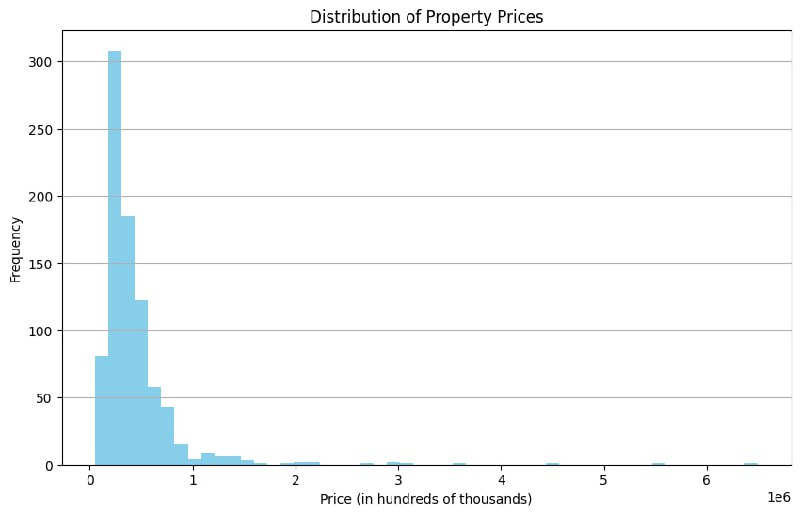 Distribution of Property Prices
300
250
200
150
100
50
0
Frequency
0 1 2 3 4 5 6
1e6
Price (in hundreds of thousands)